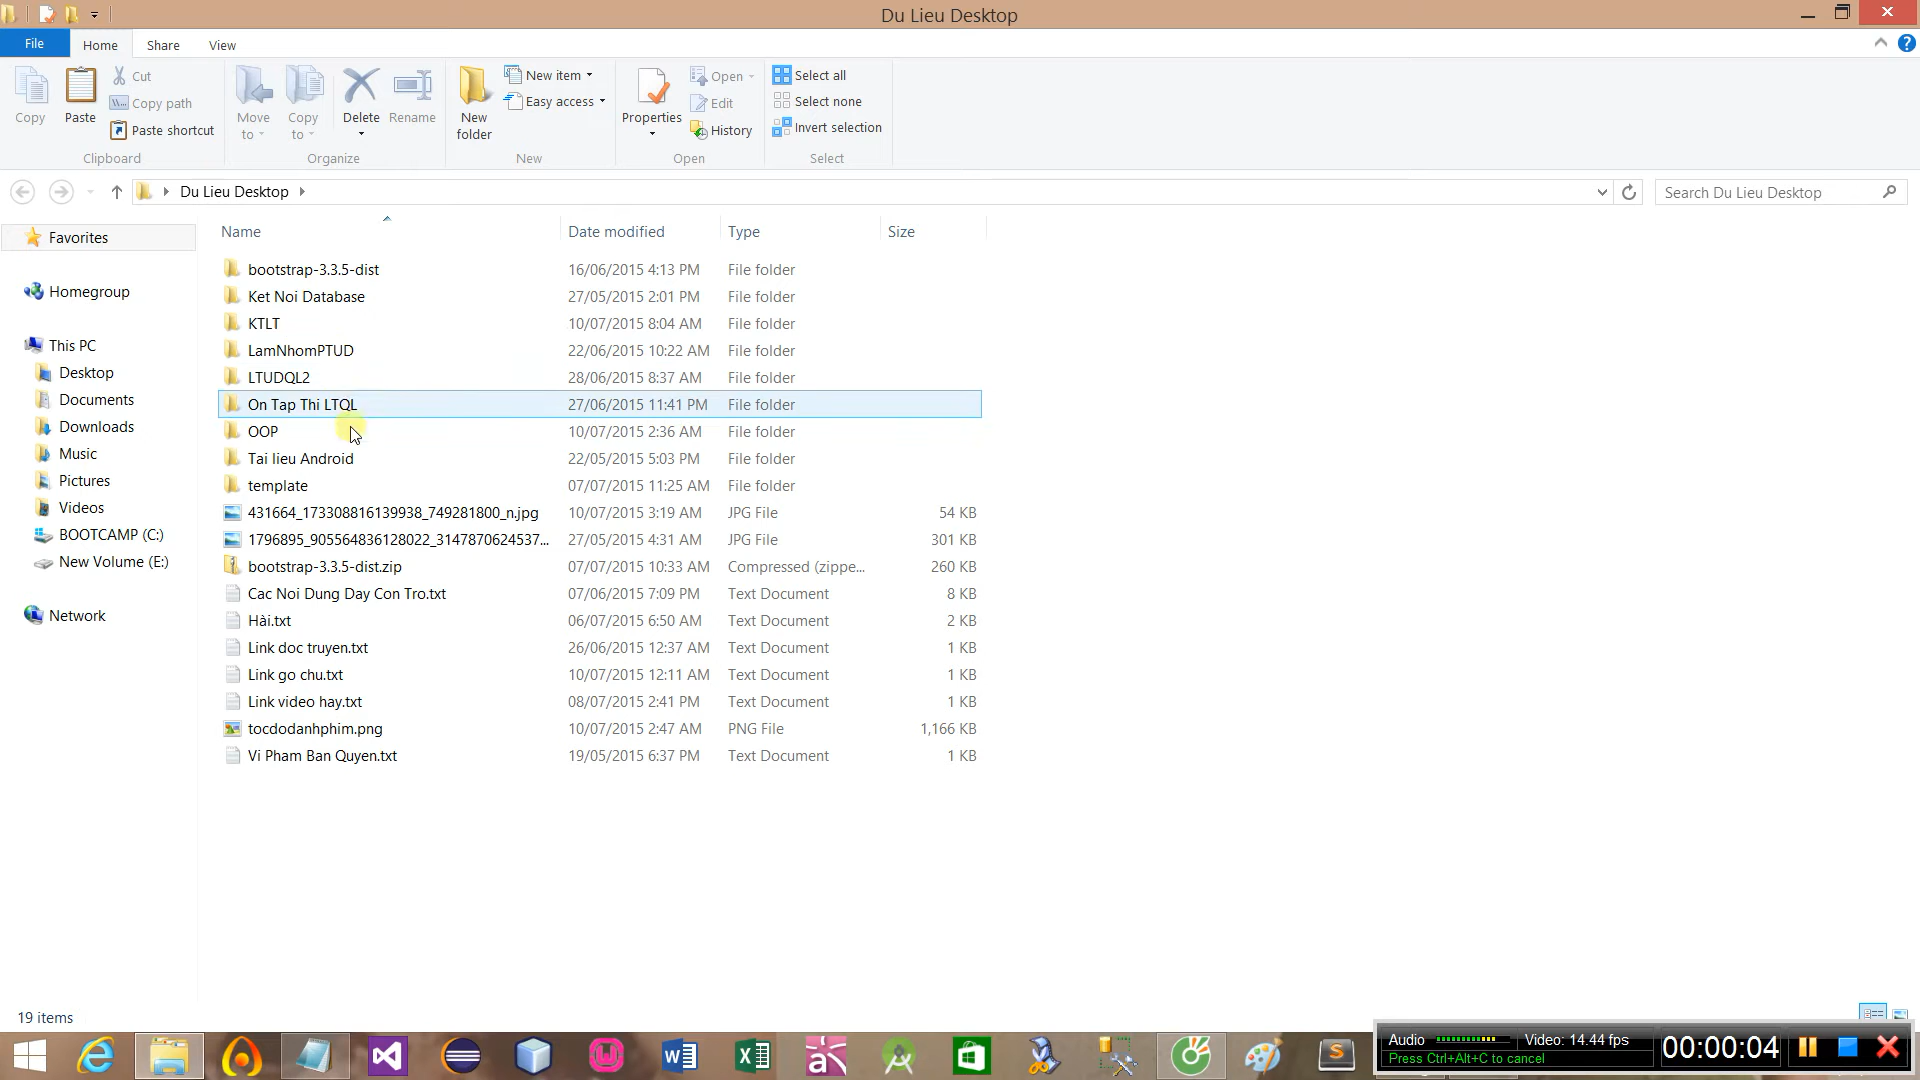 Du Lieu Desktop
File Home Share View
Copy
Paste
Cut
Copy path
Paste shortcut
Clipboard
Move to
Copy to
Delete
Rename
Organize
New folder
New item
Easy access
New
Properties
Open
Edit
History
Open
Select all
Select none
Invert selection
Select
Du Lieu Desktop
Search Du Lieu Desktop
Favorites
Homegroup
This PC
Desktop
Documents
Downloads
Music
Pictures
Videos
BOOTCAMP (C:)
New Volume (E:)
Network
Name Date modified Type Size
bootstrap-3.3.5-dist 16/06/2015 4:13 PM File folder
Ket Noi Database 27/05/2015 2:01 PM File folder
KTLT 10/07/2015 8:04 AM File folder
LamNhomPTUD 22/06/2015 10:22 AM File folder
LTUDQL2 28/06/2015 8:37 AM File folder
On Tap Thi LTQL 27/06/2015 11:41 PM File folder
OOP 10/07/2015 2:36 AM File folder
Tai lieu Android 22/05/2015 5:03 PM File folder
template 07/07/2015 11:25 AM File folder
431664_173308816139938_749281800_n.jpg 10/07/2015 3:19 AM JPG File 54 KB
1796895_905564836128022_3147870624537... 27/05/2015 4:31 AM JPG File 301 KB
bootstrap-3.3.5-dist.zip 07/07/2015 10:33 AM Compressed (zippe... 260 KB
Cac Noi Dung Day Con Tro.txt 07/06/2015 7:09 PM Text Document 8 KB
Hài.txt 06/07/2015 6:50 AM Text Document 2 KB
Link doc truyen.txt 26/06/2015 12:37 AM Text Document 1 KB
Link go chu.txt 10/07/2015 12:11 AM Text Document 1 KB
Link video hay.txt 08/07/2015 2:41 PM Text Document 1 KB
tocdodanhphim.png 10/07/2015 2:47 AM PNG File 1,166 KB
Vi Pham Ban Quyen.txt 19/05/2015 6:37 PM Text Document 1 KB
19 items
Audio Video: 14.44 fps
Press Ctrl+Alt+C to cancel
00:00:04